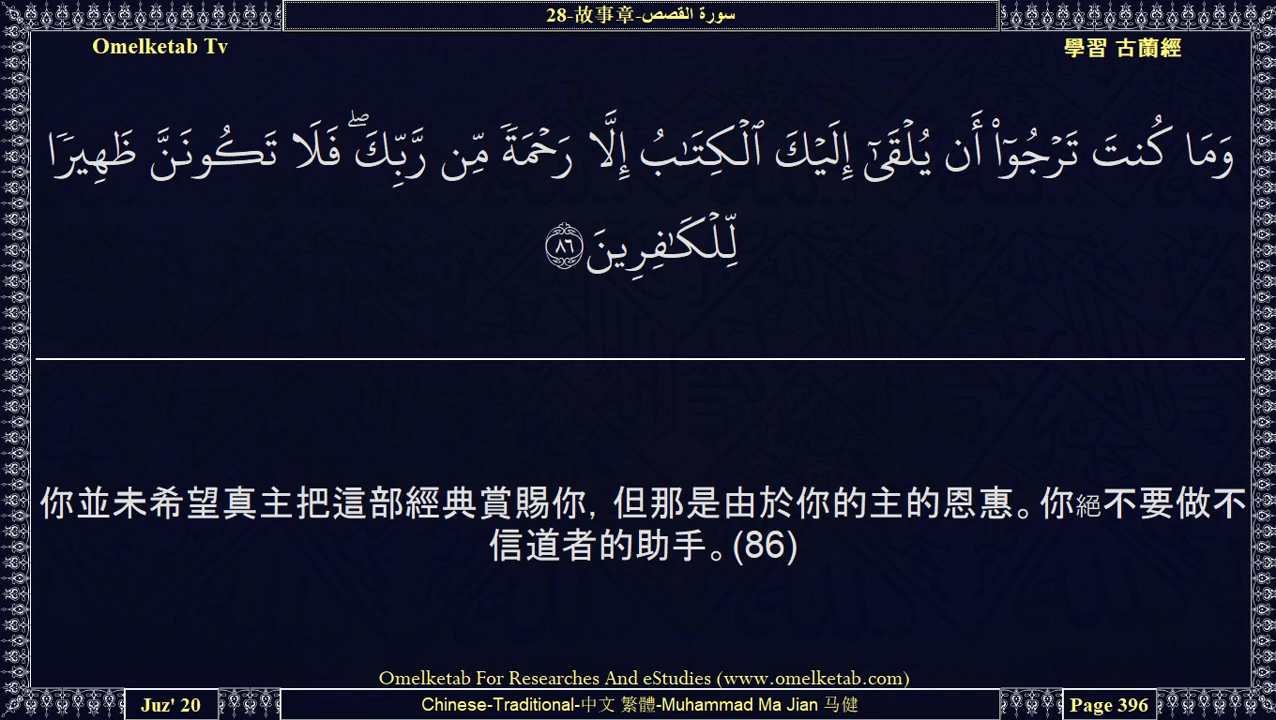 28-故事章-سورة القصص
Omelketab Tv
學習 古蘭經
وَمَا كُنتَ تَرْجُوٓا۟ أَن يُلْقَىٰٓ إِلَيْكَ ٱلْكِتَـٰبُ إِلَّا رَحْمَةً مِّن رَّبِّكَ ۖ فَلَا تَكُونَنَّ ظَهِيرًا
لِّلْكَـٰفِرِينَ ٨٦
你並未希望真主把這部經典賞賜你, 但那是由於你的主的恩惠。你絕不要做不
信道者的助手。(86)
Omelketab For Researches And eStudies (www.omelketab.com)
Juz' 20
Chinese-Traditional-中文 繁體-Muhammad Ma Jian 马健
Page 396